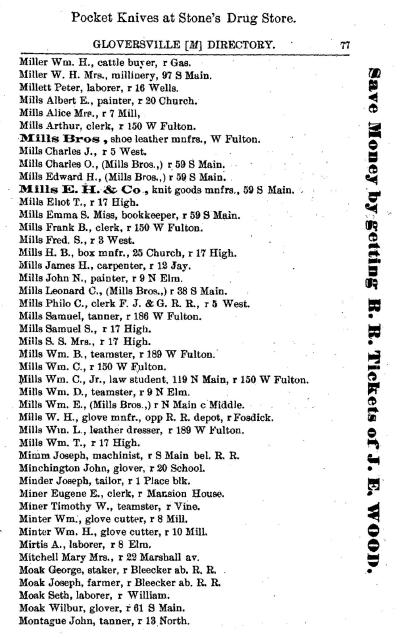 Pocket Knives at Stone's Drug Store.
GLOVERSVILLE [M] DIRECTORY. 77
Miller Wm. H., cattle buyer, r Gas.
Miller W. H. Mrs., millinery, 97 S Main.
Millett Peter, laborer, r 16 Wells.
Mills Albert E., painter, r 20 Church.
Mills Alice Mrs., r 7 Mill,
Mills Arthur, clerk, r 150 W Fulton.
Mills Bros., shoe leather mnfrs., W Fulton.
Mills Charles J., r 5 West.
Mills Charles O., (Mills Bros.,) r 59 S Main.
Mills Edward H., (Mills Bros.,) r 59 S Main.
Mills E. H. & Co., knit goods mnfrs., 59 S Main.
Mills Eliot T., r 17 High.
Mills Emma S. Miss, bookkeeper, r 59 S Main.
Mills Frank B., clerk, r 150 W Fulton.
Mills Fred. S., r 3 West.
Mills H. B., box mnfr., 25 Church, r 17 High.
Mills James H., carpenter, r 12 Jay.
Mills John N., painter, r 9 N Elm.
Mills Leonard C., (Mills Bros.,) r 38 S Main.
Mills Philo C., clerk F. J. & G. R. R., r 5 West.
Mills Samuel, tanner, r 186 W Fulton.
Mills Samuel S., r 17 High.
Mills S. S. Mrs., r 17 High.
Mills Wm. B., teamster, r 189 W Fulton.
Mills Wm. C., r 150 W Fulton.
Mills Wm. C., Jr., law student, 119 N Main, r 150 W Fulton.
Mills Wm. D., teamster, r 9 N Elm.
Mills Wm. E., (Mills Bros.,) r N Main c Middle.
Mills W. H., glove mnfr., opp R. R. depot, r Fosdick.
Mills Wm. L., leather dresser, r 189 W Fulton.
Mills Wm. T., r 17 High.
Mimm Joseph, machinist, r S Main bel. R. R.
Minchington John, glover, r 20 School.
Minder Joseph, tailor, r 1 Place blk.
Miner Eugene E., clerk, r Mansion House.
Miner Timothy W., teamster, r Vine.
Minter Wm., glove cutter, r 8 Mill.
Minter Wm. H., glove cutter, r 10 Mill.
Mirtis A., laborer, r 8 Elm.
Mitchell Mary Mrs., r 22 Marshall av.
Moak George, staker, r Bleecker ab. R. R.
Moak Joseph, farmer, r Bleecker ab. R. R.
Moak Seth, laborer, r William.
Moak Wilbur, glover, r 61 S Main.
Montague John, tanner, r 13 North.
Save Money by getting R. R. Tickets of J. E. WOOD.